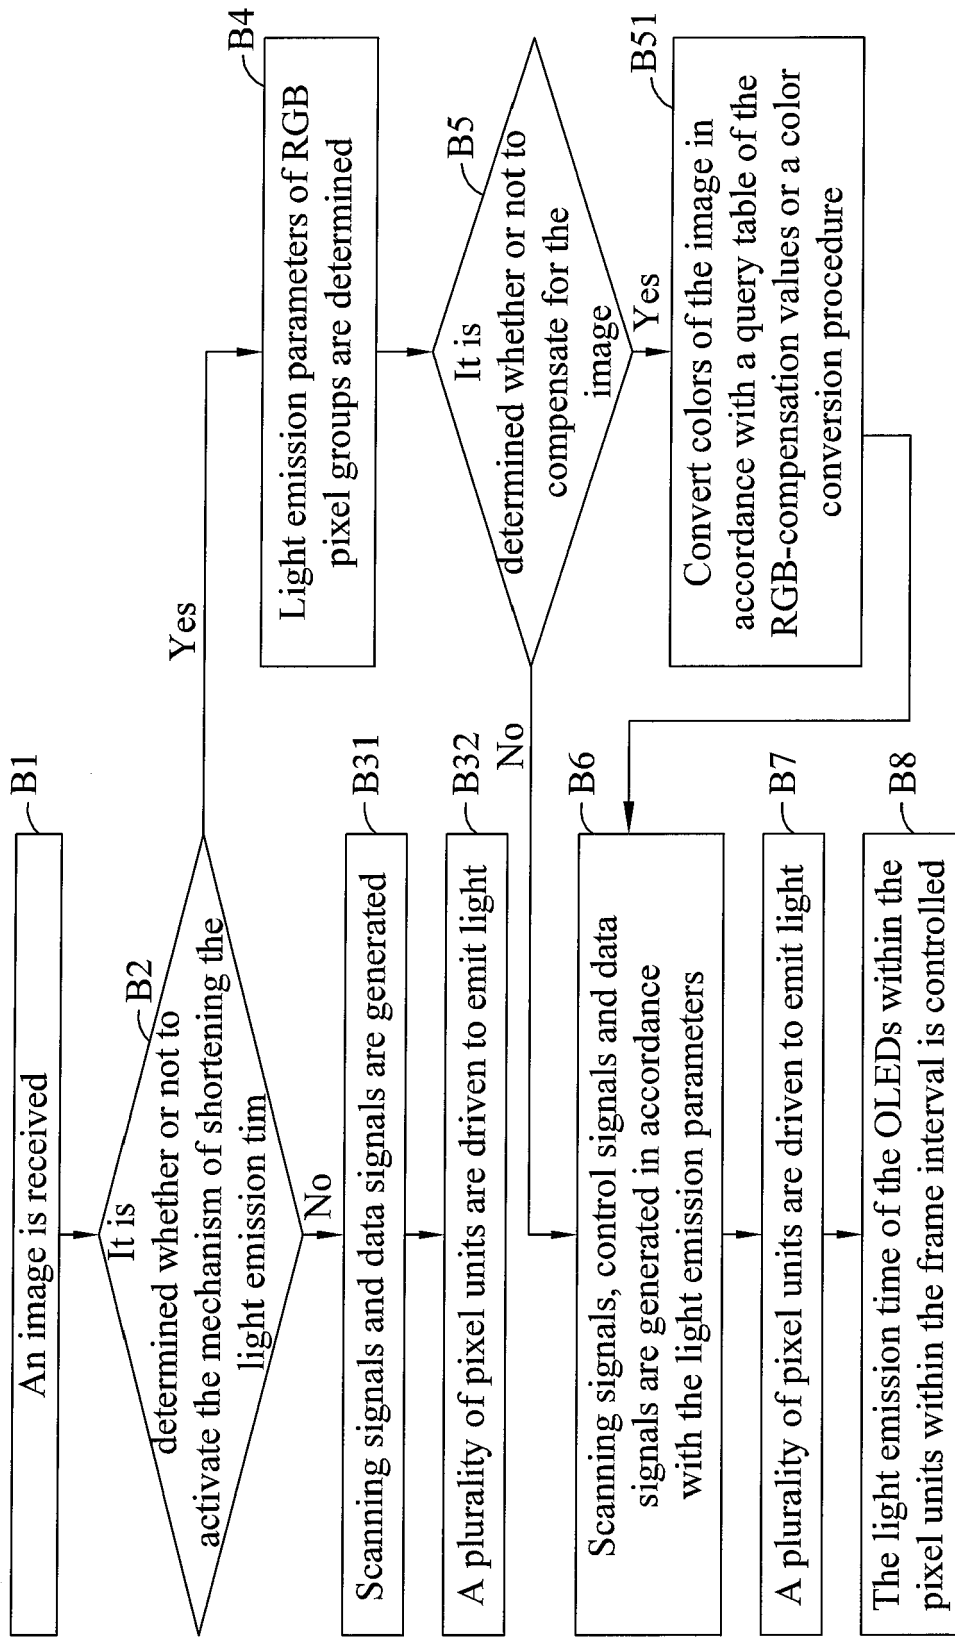 An image is received
B1
It is
determined whether or not to
activate the mechanism of shortening the
light emission tim
B2
Yes
No
Scanning signals and data signals are generated
B31
A plurality of pixel units are driven to emit light
B32
Light emission parameters of RGB
pixel groups are determined
B4
It is
determined whether or not to
compensate for the
image
B5
No
Yes
Convert colors of the image in
accordance with a query table of the
RGB-compensation values or a color
conversion procedure
B51
Scanning signals, control signals and data
signals are generated in accordance
with the light emission parameters
B6
A plurality of pixel units are driven to emit light
B7
The light emission time of the OLEDs within the
pixel units within the frame interval is controlled
B8